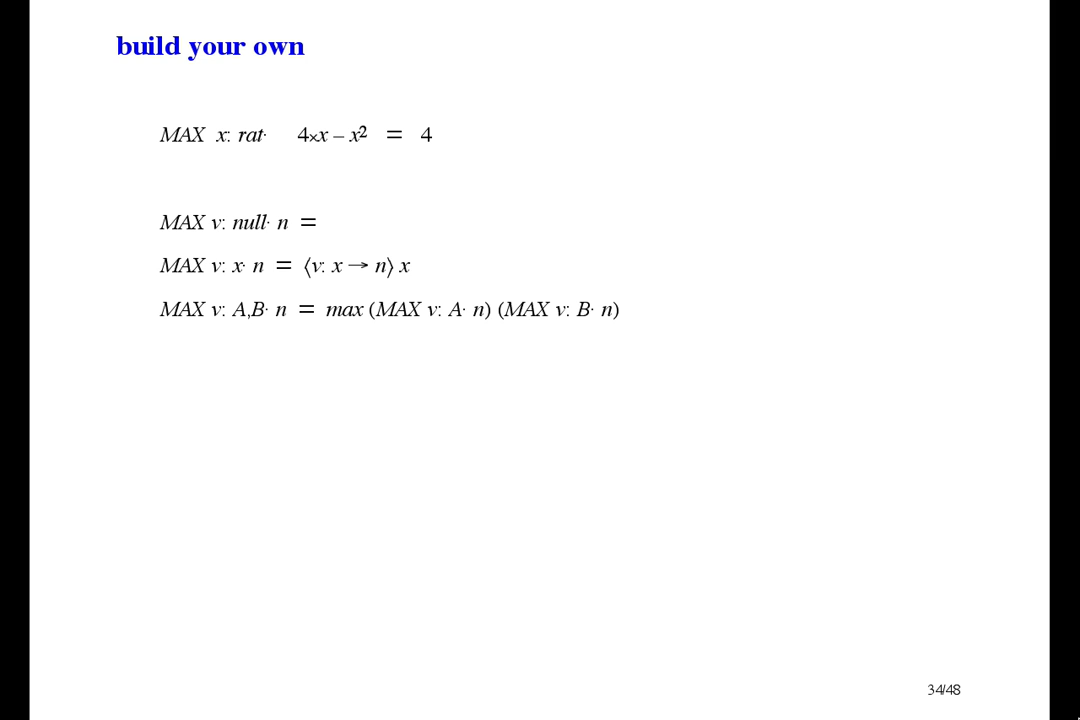 build your own
MAX x: rat· 4×x – x² = 4
MAX v: null· n =
MAX v: x· n = ⟨v: x → n⟩ x
MAX v: A,B· n = max (MAX v: A· n) (MAX v: B· n)
34/48